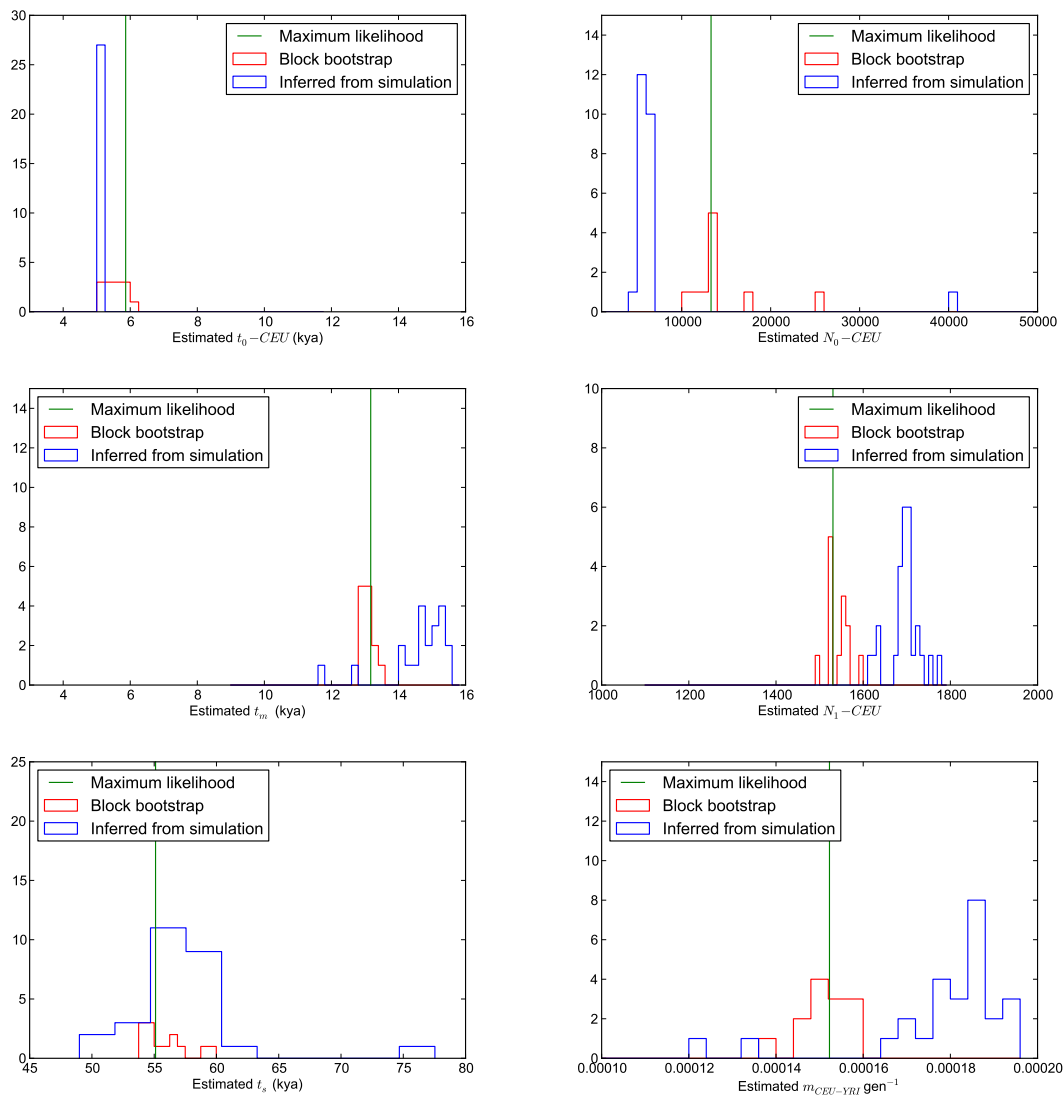 30
25
20
15
10
5
0
4 6 8 10 12 14 16
Estimated t₀−CEU (kya)
Maximum likelihood
Block bootstrap
Inferred from simulation
14
12
10
8
6
4
2
0
10000 20000 30000 40000 50000
Estimated N₀−CEU
Maximum likelihood
Block bootstrap
Inferred from simulation
14
12
10
8
6
4
2
0
4 6 8 10 12 14 16
Estimated tₘ (kya)
Maximum likelihood
Block bootstrap
Inferred from simulation
10
8
6
4
2
0
1000 1200 1400 1600 1800 2000
Estimated N₁−CEU
Maximum likelihood
Block bootstrap
Inferred from simulation
25
20
15
10
5
0
45 50 55 60 65 70 75 80
Estimated tₛ (kya)
Maximum likelihood
Block bootstrap
Inferred from simulation
14
12
10
8
6
4
2
0
0.00010 0.00012 0.00014 0.00016 0.00018 0.00020
Estimated m_CEU−YRI gen⁻¹
Maximum likelihood
Block bootstrap
Inferred from simulation